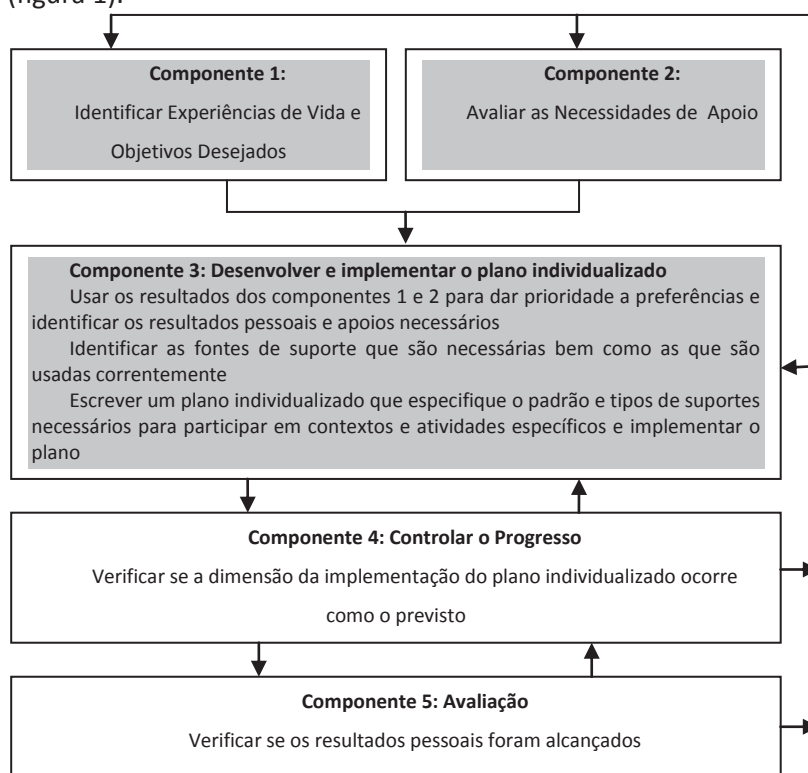 (figura 1).
Componente 1:
Identificar Experiências de Vida e
Objetivos Desejados
Componente 2:
Avaliar as Necessidades de Apoio
Componente 3: Desenvolver e implementar o plano individualizado
Usar os resultados dos componentes 1 e 2 para dar prioridade a preferências e
identificar os resultados pessoais e apoios necessários
Identificar as fontes de suporte que são necessárias bem como as que são
usadas correntemente
Escrever um plano individualizado que especifique o padrão e tipos de suportes
necessários para participar em contextos e atividades específicos e implementar o
plano
Componente 4: Controlar o Progresso
Verificar se a dimensão da implementação do plano individualizado ocorre
como o previsto
Componente 5: Avaliação
Verificar se os resultados pessoais foram alcançados